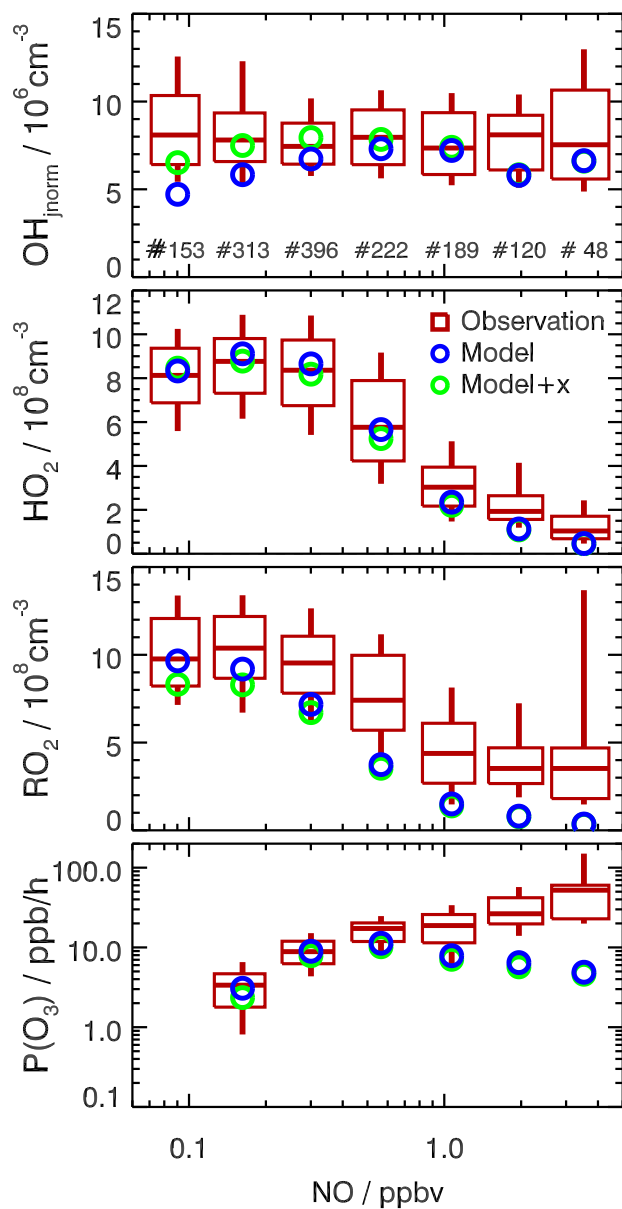 15
10
5
0
OH_jnorm / 10^6 cm^-3
#153 #313 #396 #222 #189 #120 # 48
12
10
8
6
4
2
0
HO_2 / 10^8 cm^-3
Observation
Model
Model+x
15
10
5
0
RO_2 / 10^8 cm^-3
100.0
10.0
1.0
0.1
P(O_3) / ppb/h
0.1 1.0
NO / ppbv